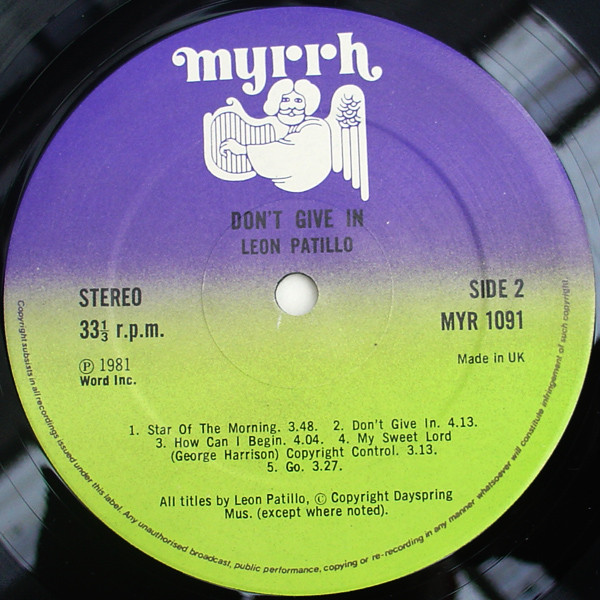 myrrh
DON'T GIVE IN
LEON PATILLO
STEREO
33⅓ r.p.m.
Ⓟ 1981
Word Inc.
SIDE 2
MYR 1091
Made in UK
1. Star Of The Morning. 3.48. 2. Don't Give In. 4.13.
3. How Can I Begin. 4.04. 4. My Sweet Lord
(George Harrison) Copyright Control. 3.13.
5. Go. 3.27.
All titles by Leon Patillo, © Copyright Dayspring
Mus. (except where noted).
Copyright subsists in all recordings issued under this label. Any unauthorised broadcast, public performance, copying or re-recording in any manner whatsoever will constitute infringement of such copyright